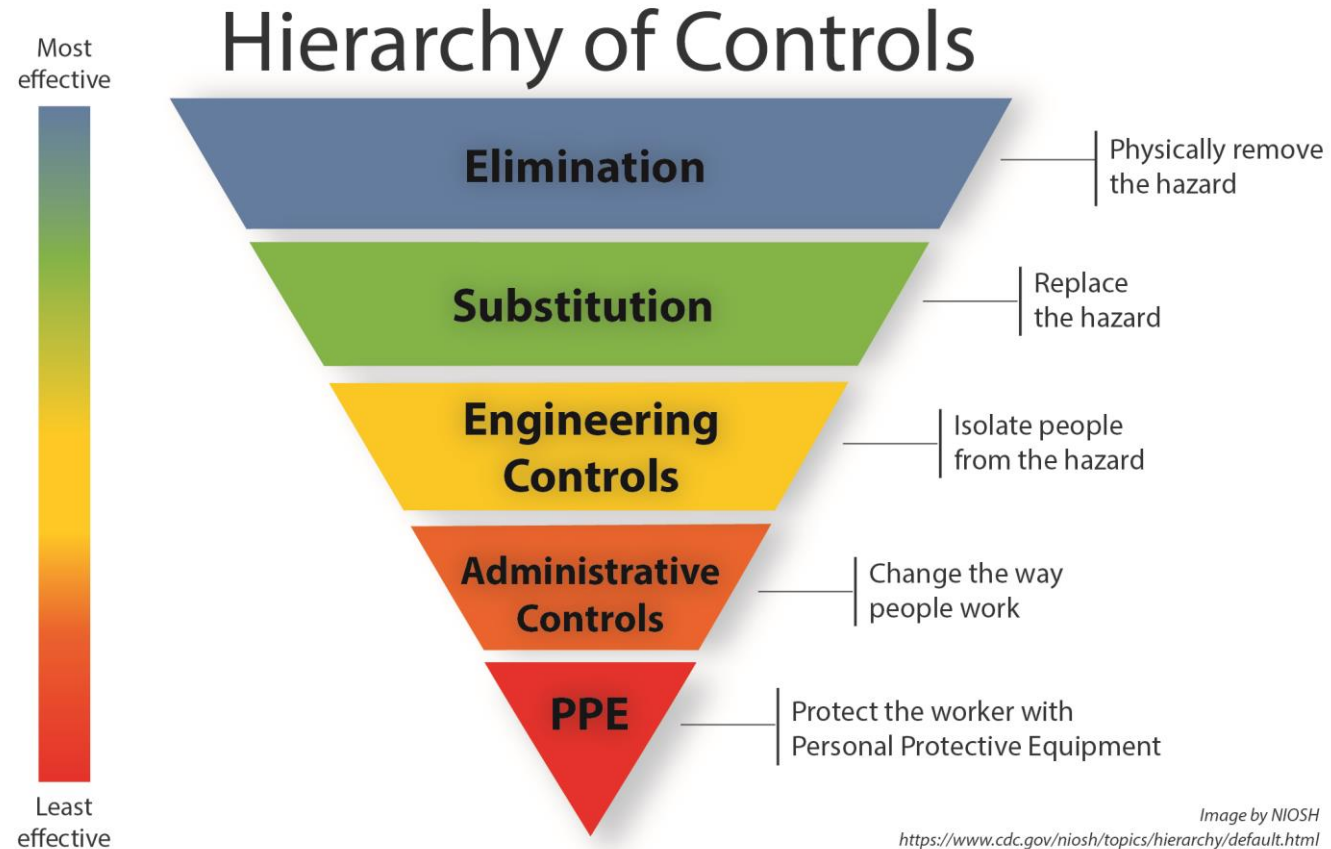 Hierarchy of Controls
Most
effective
Elimination
Physically remove
the hazard
Substitution
Replace
the hazard
Engineering
Controls
Isolate people
from the hazard
Administrative
Controls
Change the way
people work
PPE
Protect the worker with
Personal Protective Equipment
Least
effective
Image by NIOSH
https://www.cdc.gov/niosh/topics/hierarchy/default.html